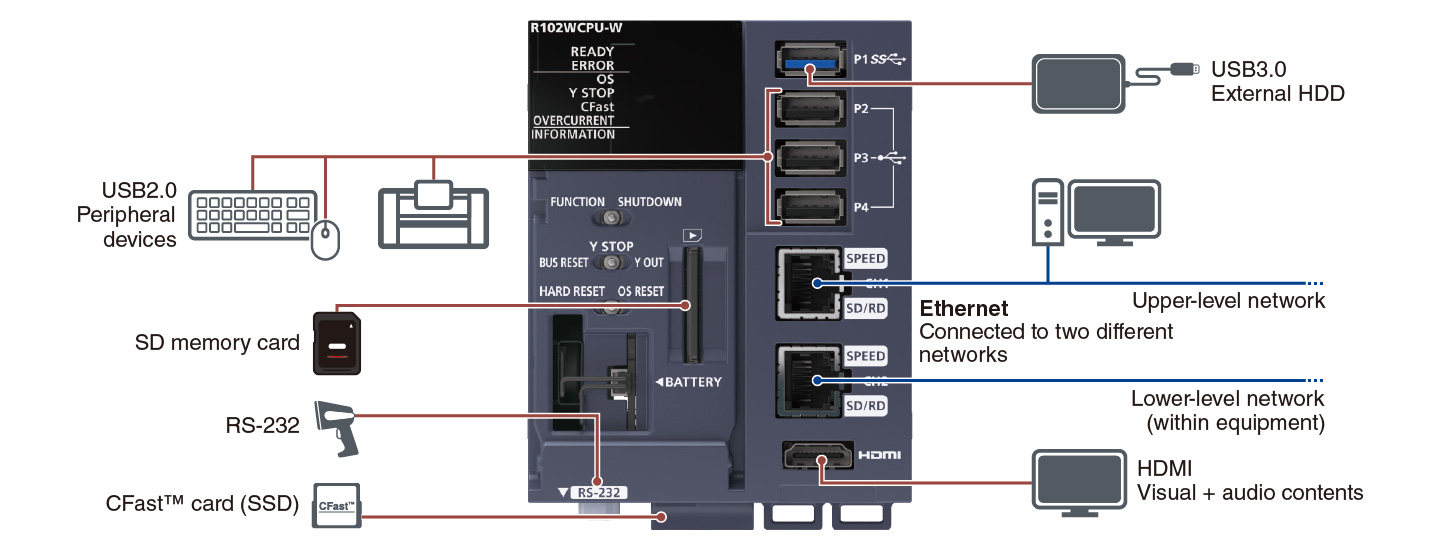 R102WCPU-W
READY
ERROR
OS
Y STOP
CFast
OVERCURRENT
INFORMATION
P1
P2
P3
P4
USB3.0
External HDD
USB2.0
Peripheral
devices
FUNCTION SHUTDOWN
Y STOP
BUS RESET Y OUT
HARD RESET OS RESET
SD memory card
◀BATTERY
RS-232
▼ RS-232
CFast™ card (SSD)
CFast™
SPEED
CH1
SD/RD
SPEED
CH2
SD/RD
Ethernet
Connected to two different
networks
Upper-level network
Lower-level network
(within equipment)
HDMI
HDMI
Visual + audio contents